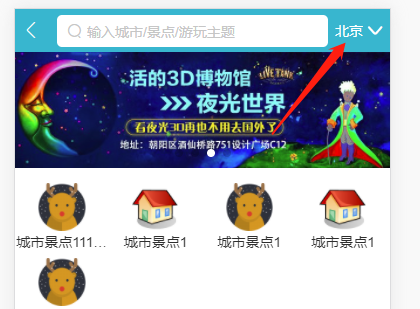 输入城市/景点/游玩主题
北京
活的3D博物馆
LIVE TANK
>>> 夜光世界
看夜光3D再也不用去国外了
地址：朝阳区酒仙桥路751设计广场C12
城市景点111...
城市景点1
城市景点1
城市景点1